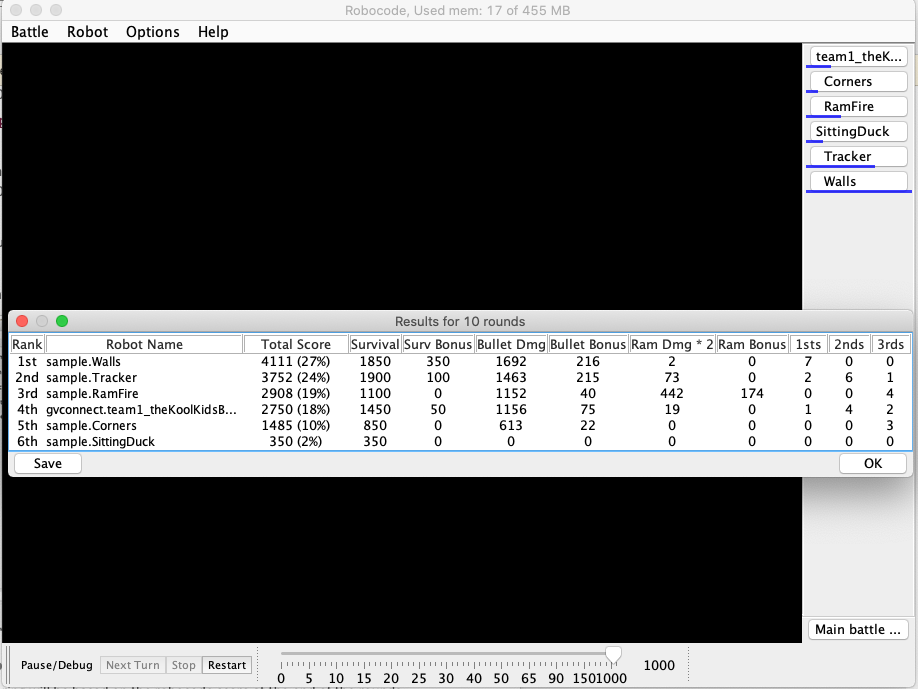 Robocode, Used mem: 17 of 455 MB
Battle Robot Options Help
team1_theK...
Corners
RamFire
SittingDuck
Tracker
Walls
Results for 10 rounds
Rank Robot Name Total Score Survival Surv Bonus Bullet Dmg Bullet Bonus Ram Dmg * 2 Ram Bonus 1sts 2nds 3rds
1st sample.Walls 4111 (27%) 1850 350 1692 216 2 0 7 0 0
2nd sample.Tracker 3752 (24%) 1900 100 1463 215 73 0 2 6 1
3rd sample.RamFire 2908 (19%) 1100 0 1152 40 442 174 0 0 4
4th gvconnect.team1_theKoolKidsB... 2750 (18%) 1450 50 1156 75 19 0 1 4 2
5th sample.Corners 1485 (10%) 850 0 613 22 0 0 0 0 3
6th sample.SittingDuck 350 (2%) 350 0 0 0 0 0 0 0 0
Save OK
Main battle ...
Pause/Debug Next Turn Stop Restart 1000
0 5 10 15 20 25 30 40 50 65 90 1501000